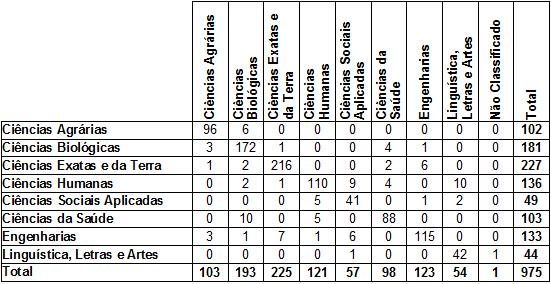 Ciências Agrárias
Ciências
Biológicas
Ciências Exatas e
da Terra
Ciências
Humanas
Ciências Sociais
Aplicadas
Ciências da
Saúde
Engenharias
Linguística,
Letras e Artes
Não Classificado
Total
Ciências Agrárias 96 6 0 0 0 0 0 0 0 102
Ciências Biológicas 3 172 1 0 0 4 1 0 0 181
Ciências Exatas e da Terra 1 2 216 0 0 2 6 0 0 227
Ciências Humanas 0 2 1 110 9 4 0 10 0 136
Ciências Sociais Aplicadas 0 0 0 5 41 0 1 2 0 49
Ciências da Saúde 0 10 0 5 0 88 0 0 0 103
Engenharias 3 1 7 1 6 0 115 0 0 133
Linguística, Letras e Artes 0 0 0 0 1 0 0 42 1 44
Total 103 193 225 121 57 98 123 54 1 975